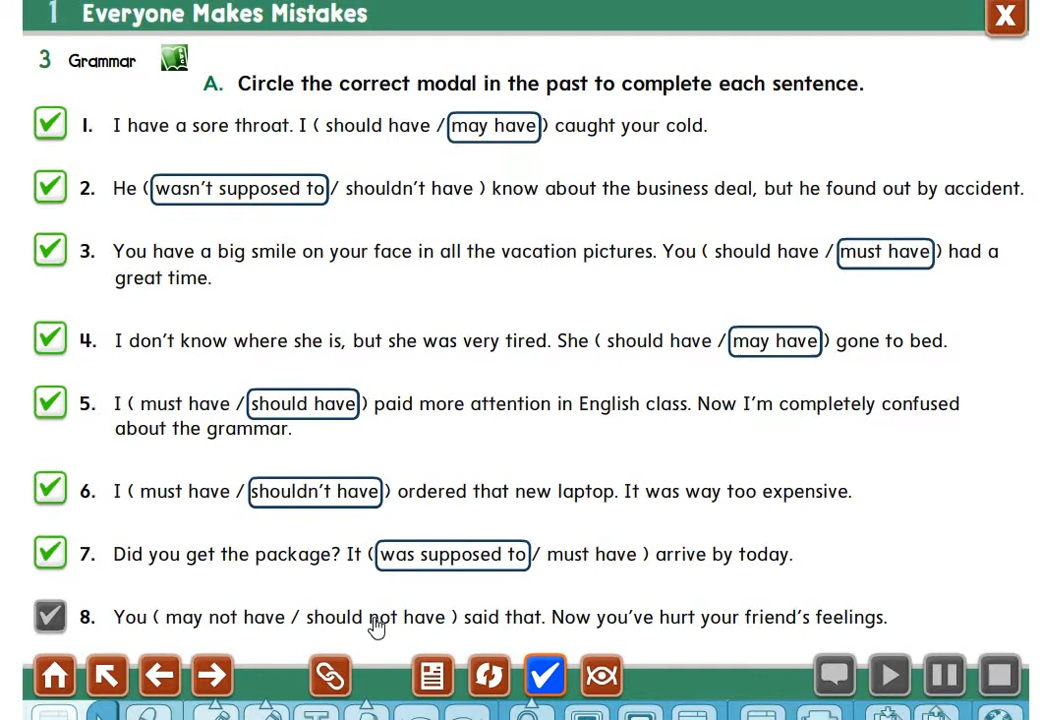 1 Everyone Makes Mistakes
X
3 Grammar
A. Circle the correct modal in the past to complete each sentence.
1. I have a sore throat. I ( should have / may have ) caught your cold.
2. He ( wasn't supposed to / shouldn't have ) know about the business deal, but he found out by accident.
3. You have a big smile on your face in all the vacation pictures. You ( should have / must have ) had a
great time.
4. I don't know where she is, but she was very tired. She ( should have / may have ) gone to bed.
5. I ( must have / should have ) paid more attention in English class. Now I'm completely confused
about the grammar.
6. I ( must have / shouldn't have ) ordered that new laptop. It was way too expensive.
7. Did you get the package? It ( was supposed to / must have ) arrive by today.
8. You ( may not have / should not have ) said that. Now you've hurt your friend's feelings.